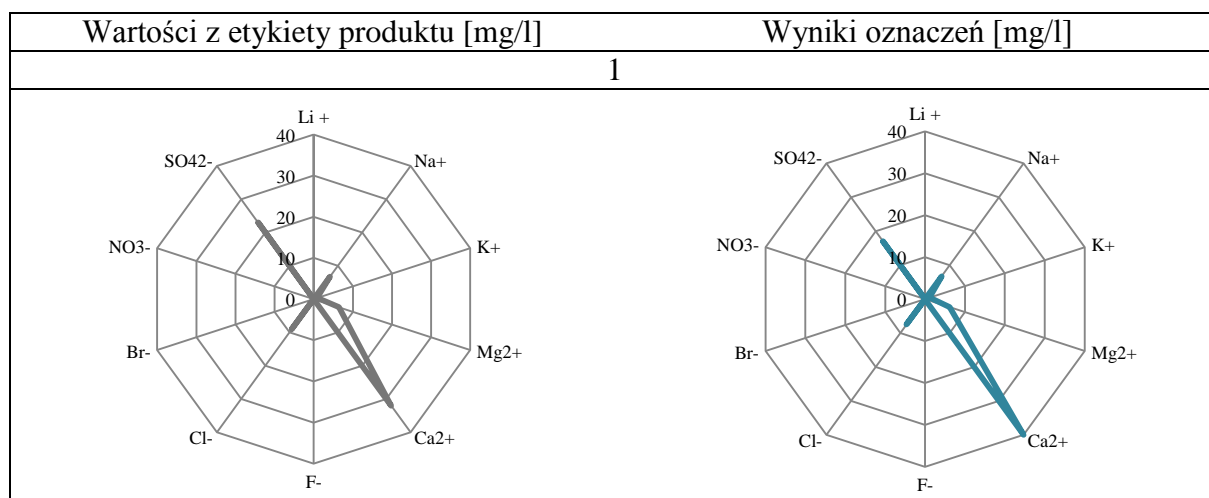 Wartości z etykiety produktu [mg/l] Wyniki oznaczeń [mg/l]
1
Li +
40
SO42-
Na+
30
20
NO3-
K+
10
0
Br-
Mg2+
Cl-
Ca2+
F-
Li +
40
SO42-
Na+
30
20
NO3-
K+
10
0
Br-
Mg2+
Cl-
Ca2+
F-